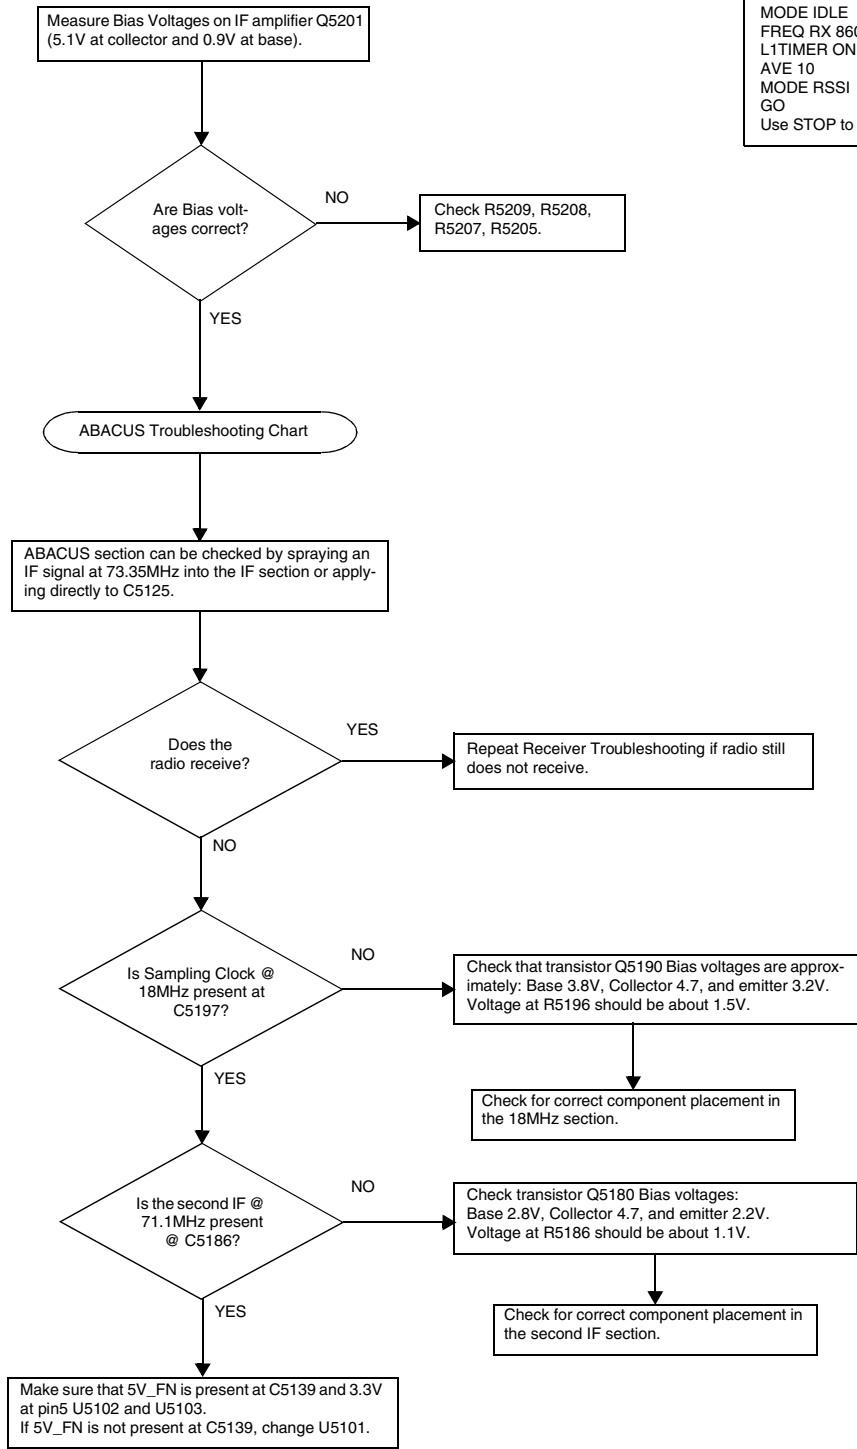 Measure Bias Voltages on IF amplifier Q5201
(5.1V at collector and 0.9V at base).
MODE IDLE
FREQ RX 860
L1TIMER ON
AVE 10
MODE RSSI
GO
Use STOP to
Are Bias volt-
ages correct?
NO
Check R5209, R5208,
R5207, R5205.
YES
ABACUS Troubleshooting Chart
ABACUS section can be checked by spraying an
IF signal at 73.35MHz into the IF section or apply-
ing directly to C5125.
Does the
radio receive?
YES
Repeat Receiver Troubleshooting if radio still
does not receive.
NO
Is Sampling Clock @
18MHz present at
C5197?
NO
Check that transistor Q5190 Bias voltages are approx-
imately: Base 3.8V, Collector 4.7, and emitter 3.2V.
Voltage at R5196 should be about 1.5V.
Check for correct component placement in
the 18MHz section.
YES
Is the second IF @
71.1MHz present
@ C5186?
NO
Check transistor Q5180 Bias voltages:
Base 2.8V, Collector 4.7, and emitter 2.2V.
Voltage at R5186 should be about 1.1V.
Check for correct component placement in
the second IF section.
YES
Make sure that 5V_FN is present at C5139 and 3.3V
at pin5 U5102 and U5103.
If 5V_FN is not present at C5139, change U5101.